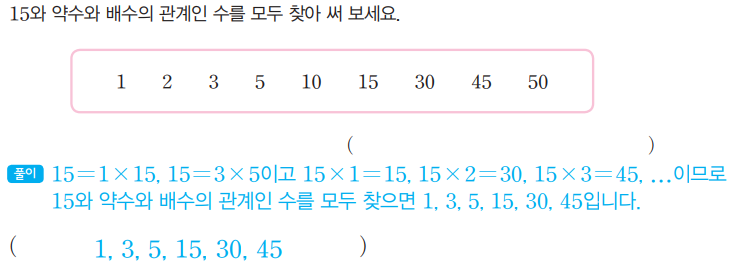 15와 약수와 배수의 관계인 수를 모두 찾아 써 보세요.
1 2 3 5 10 15 30 45 50
( )
풀이 15=1×15, 15=3×5이고 15×1=15, 15×2=30, 15×3=45, …이므로
15와 약수와 배수의 관계인 수를 모두 찾으면 1, 3, 5, 15, 30, 45입니다.
( 1, 3, 5, 15, 30, 45 )